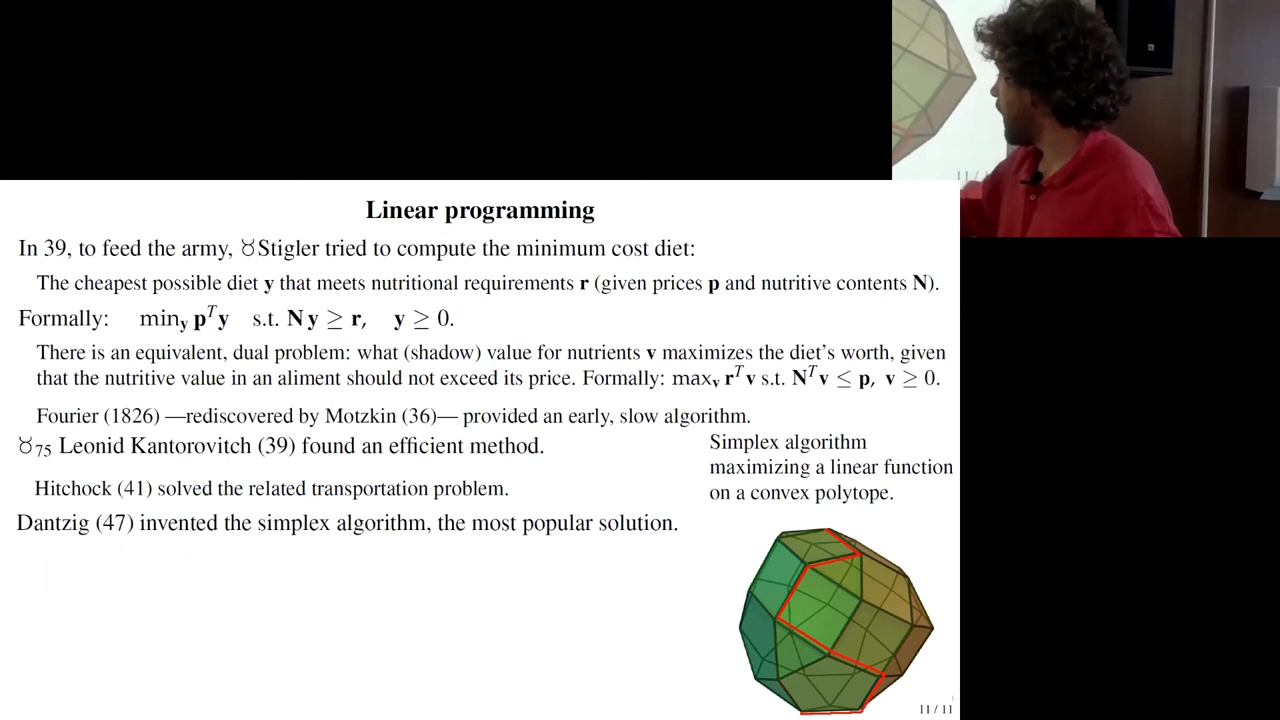 Linear programming
In 39, to feed the army, ♉Stigler tried to compute the minimum cost diet:
The cheapest possible diet y that meets nutritional requirements r (given prices p and nutritive contents N).
Formally: min_y p^T y s.t. N y ≥ r, y ≥ 0.
There is an equivalent, dual problem: what (shadow) value for nutrients v maximizes the diet's worth, given
that the nutritive value in an aliment should not exceed its price. Formally: max_v r^T v s.t. N^T v ≤ p, v ≥ 0.
Fourier (1826) —rediscovered by Motzkin (36)— provided an early, slow algorithm.
♉75 Leonid Kantorovitch (39) found an efficient method.
Hitchock (41) solved the related transportation problem.
Dantzig (47) invented the simplex algorithm, the most popular solution.
Simplex algorithm
maximizing a linear function
on a convex polytope.
11 / 11